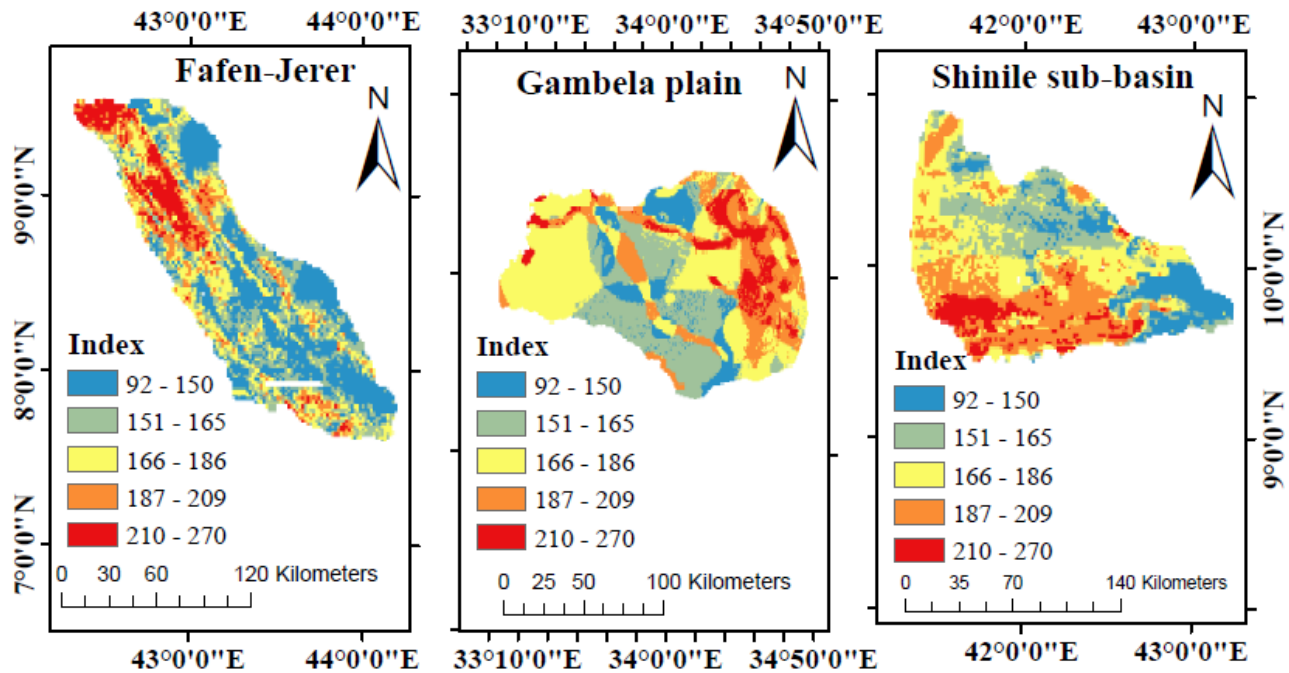 43°0'0"E 44°0'0"E
Fafen-Jerer
N
9°0'0"N
8°0'0"N
7°0'0"N
Index
92 - 150
151 - 165
166 - 186
187 - 209
210 - 270
0 30 60 120 Kilometers
43°0'0"E 44°0'0"E
33°10'0"E 34°0'0"E 34°50'0"E
Gambela plain
N
Index
92 - 150
151 - 165
166 - 186
187 - 209
210 - 270
0 25 50 100 Kilometers
33°10'0"E 34°0'0"E 34°50'0"E
42°0'0"E 43°0'0"E
Shinile sub-basin
N
10°0'0"N
9°0'0"N
Index
92 - 150
151 - 165
166 - 186
187 - 209
210 - 270
0 35 70 140 Kilometers
42°0'0"E 43°0'0"E